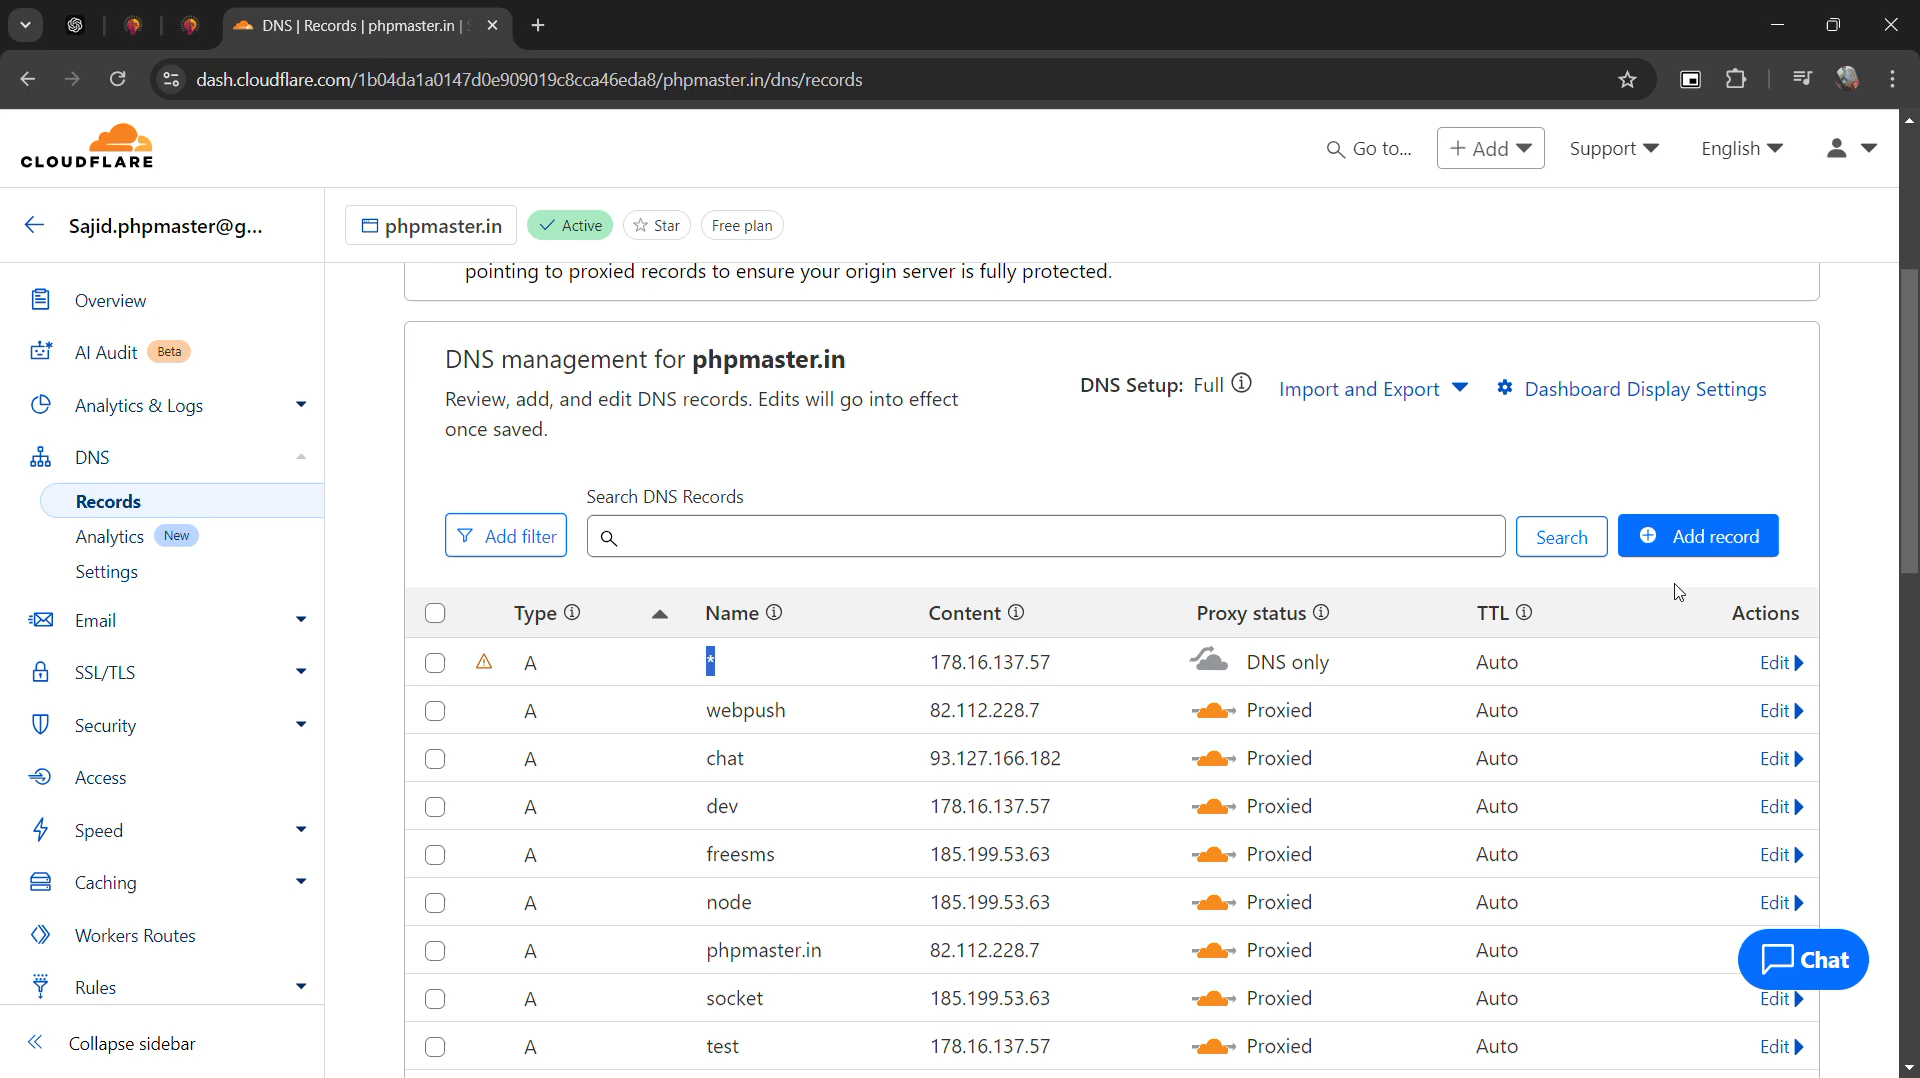 DNS | Records | phpmaster.in |
dash.cloudflare.com/1b04da1a0147d0e909019c8cca46eda8/phpmaster.in/dns/records
CLOUDFLARE
Go to...
+ Add
Support
English
Sajid.phpmaster@g...
phpmaster.in
Active
Star
Free plan
Overview
AI Audit Beta
Analytics & Logs
DNS
Records
Analytics New
Settings
Email
SSL/TLS
Security
Access
Speed
Caching
Workers Routes
Rules
Collapse sidebar
pointing to proxied records to ensure your origin server is fully protected.
DNS management for phpmaster.in
Review, add, and edit DNS records. Edits will go into effect
once saved.
DNS Setup: Full
Import and Export
Dashboard Display Settings
Search DNS Records
Add filter
Search
Add record
Type Name Content Proxy status TTL Actions
A * 178.16.137.57 DNS only Auto Edit
A webpush 82.112.228.7 Proxied Auto Edit
A chat 93.127.166.182 Proxied Auto Edit
A dev 178.16.137.57 Proxied Auto Edit
A freesms 185.199.53.63 Proxied Auto Edit
A node 185.199.53.63 Proxied Auto Edit
A phpmaster.in 82.112.228.7 Proxied Auto
Chat
A socket 185.199.53.63 Proxied Auto Edit
A test 178.16.137.57 Proxied Auto Edit